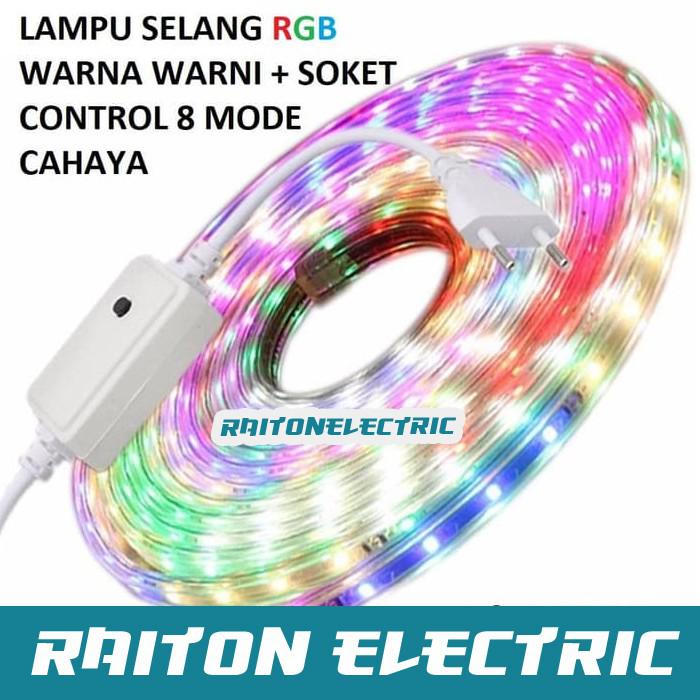 LAMPU SELANG RGB
WARNA WARNI + SOKET
CONTROL 8 MODE
CAHAYA
RAITONELECTRIC
RAITON ELECTRIC